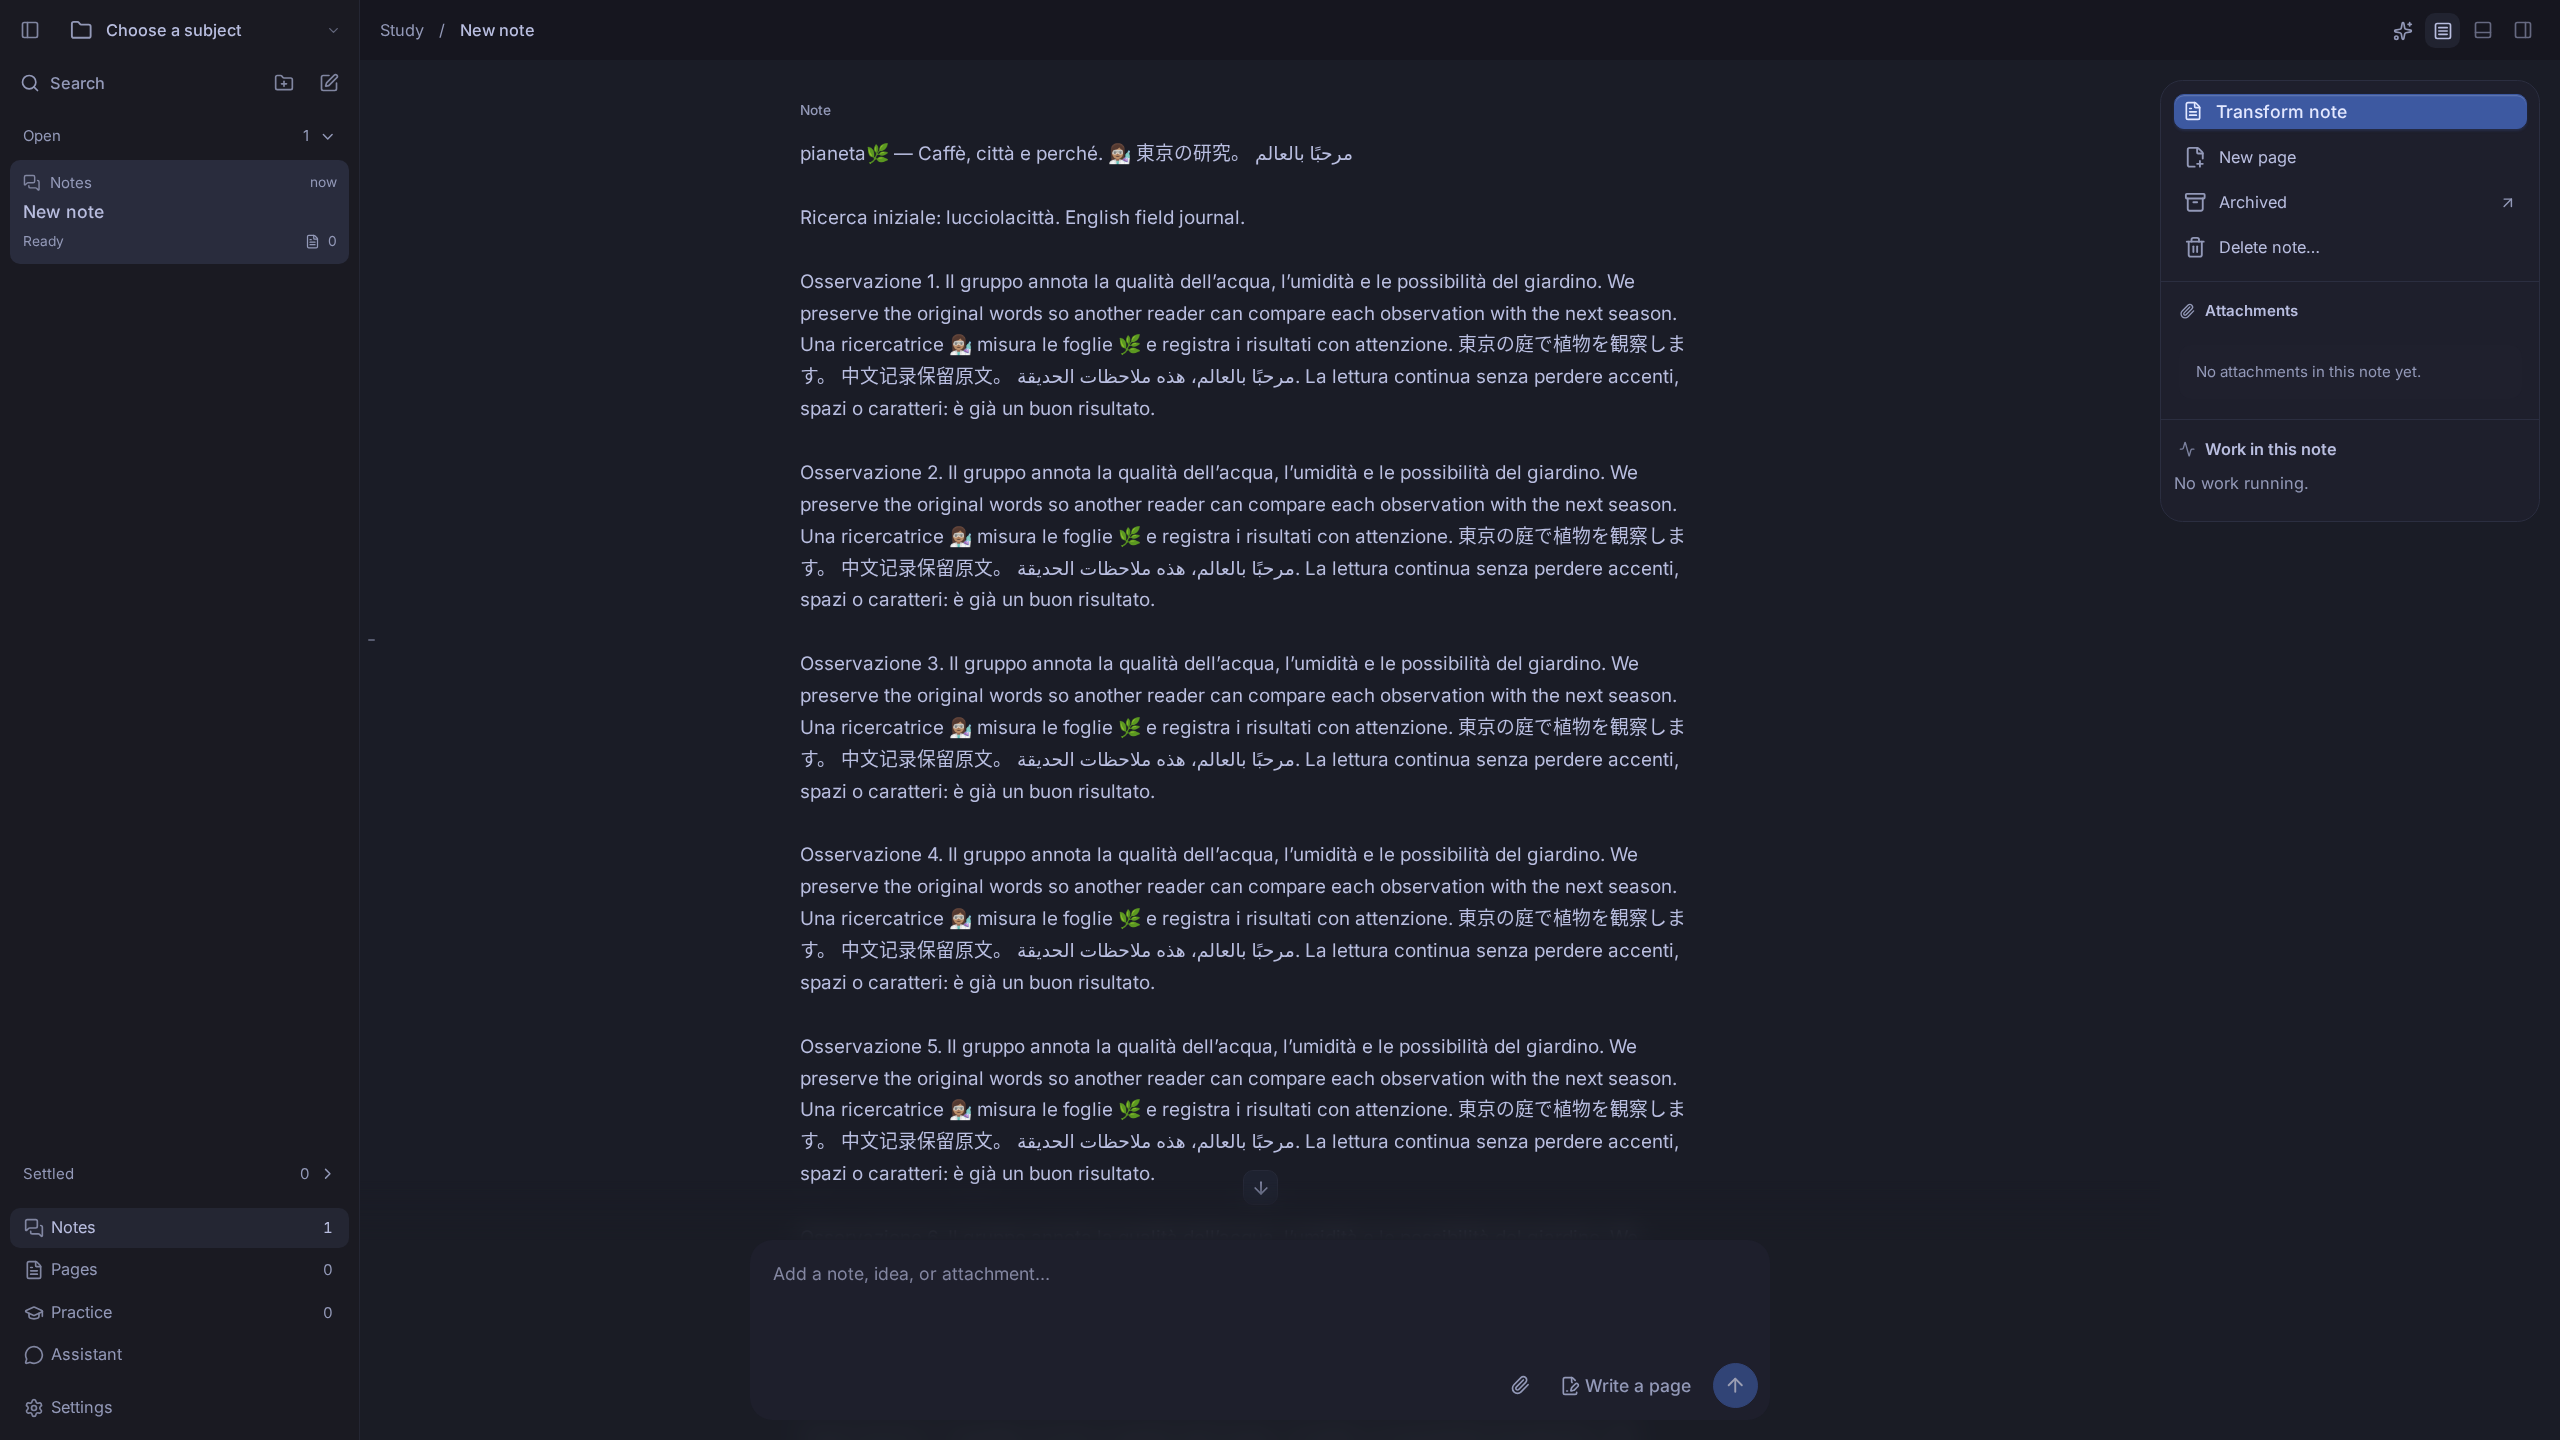 Choose a subject
Search
Open 1
Notes now
New note
Ready 0
Settled 0
Notes 1
Pages 0
Practice 0
Assistant
Settings
Study / New note
Note
pianeta🌿 — Caffè, città e perché. 👩🏽‍🔬 東京の研究。 مرحبًا بالعالم
Ricerca iniziale: lucciolacittà. English field journal.
Osservazione 1. Il gruppo annota la qualità dell’acqua, l’umidità e le possibilità del giardino. We
preserve the original words so another reader can compare each observation with the next season.
Una ricercatrice 👩🏽‍🔬 misura le foglie 🌿 e registra i risultati con attenzione. 東京の庭で植物を観察しま
す。 中文记录保留原文。 مرحبًا بالعالم، هذه ملاحظات الحديقة. La lettura continua senza perdere accenti,
spazi o caratteri: è già un buon risultato.
Osservazione 2. Il gruppo annota la qualità dell’acqua, l’umidità e le possibilità del giardino. We
preserve the original words so another reader can compare each observation with the next season.
Una ricercatrice 👩🏽‍🔬 misura le foglie 🌿 e registra i risultati con attenzione. 東京の庭で植物を観察しま
す。 中文记录保留原文。 مرحبًا بالعالم، هذه ملاحظات الحديقة. La lettura continua senza perdere accenti,
spazi o caratteri: è già un buon risultato.
Osservazione 3. Il gruppo annota la qualità dell’acqua, l’umidità e le possibilità del giardino. We
preserve the original words so another reader can compare each observation with the next season.
Una ricercatrice 👩🏽‍🔬 misura le foglie 🌿 e registra i risultati con attenzione. 東京の庭で植物を観察しま
す。 中文记录保留原文。 مرحبًا بالعالم، هذه ملاحظات الحديقة. La lettura continua senza perdere accenti,
spazi o caratteri: è già un buon risultato.
Osservazione 4. Il gruppo annota la qualità dell’acqua, l’umidità e le possibilità del giardino. We
preserve the original words so another reader can compare each observation with the next season.
Una ricercatrice 👩🏽‍🔬 misura le foglie 🌿 e registra i risultati con attenzione. 東京の庭で植物を観察しま
す。 中文记录保留原文。 مرحبًا بالعالم، هذه ملاحظات الحديقة. La lettura continua senza perdere accenti,
spazi o caratteri: è già un buon risultato.
Osservazione 5. Il gruppo annota la qualità dell’acqua, l’umidità e le possibilità del giardino. We
preserve the original words so another reader can compare each observation with the next season.
Una ricercatrice 👩🏽‍🔬 misura le foglie 🌿 e registra i risultati con attenzione. 東京の庭で植物を観察しま
す。 中文记录保留原文。 مرحبًا بالعالم، هذه ملاحظات الحديقة. La lettura continua senza perdere accenti,
spazi o caratteri: è già un buon risultato.
Add a note, idea, or attachment...
Write a page
Transform note
New page
Archived
Delete note...
Attachments
No attachments in this note yet.
Work in this note
No work running.